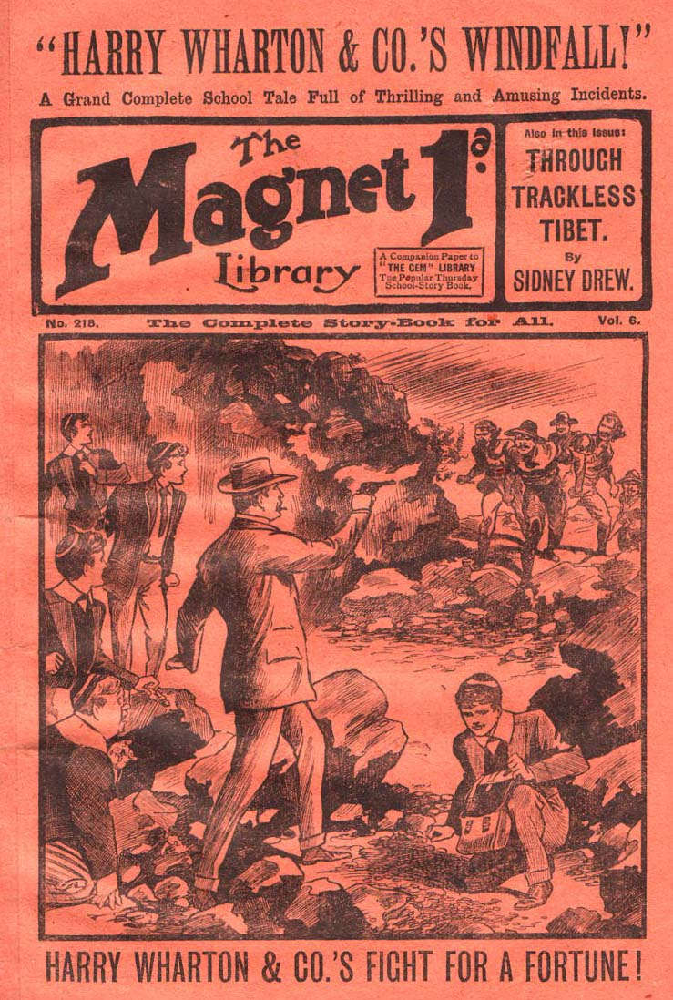 "HARRY WHARTON & CO.'S WINDFALL!"
A Grand Complete School Tale Full of Thrilling and Amusing Incidents.
The
Magnet 1d.
Library
A Companion Paper to
"THE GEM" LIBRARY
The Popular Thursday
School-Story Book.
Also in this Issue:
THROUGH
TRACKLESS
TIBET.
By
SIDNEY DREW.
No. 218.
The Complete Story-Book for All.
Vol. 6.
HARRY WHARTON & CO.'S FIGHT FOR A FORTUNE!